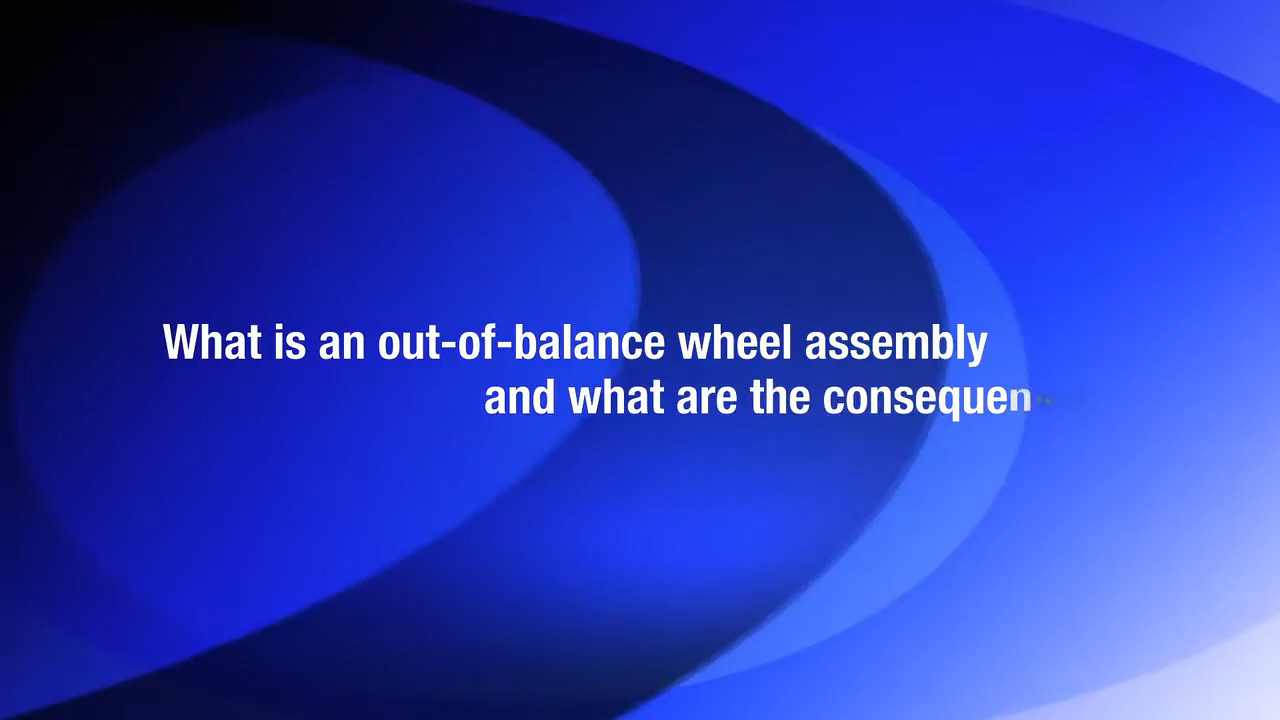 What is an out-of-balance wheel assembly
and what are the consequen